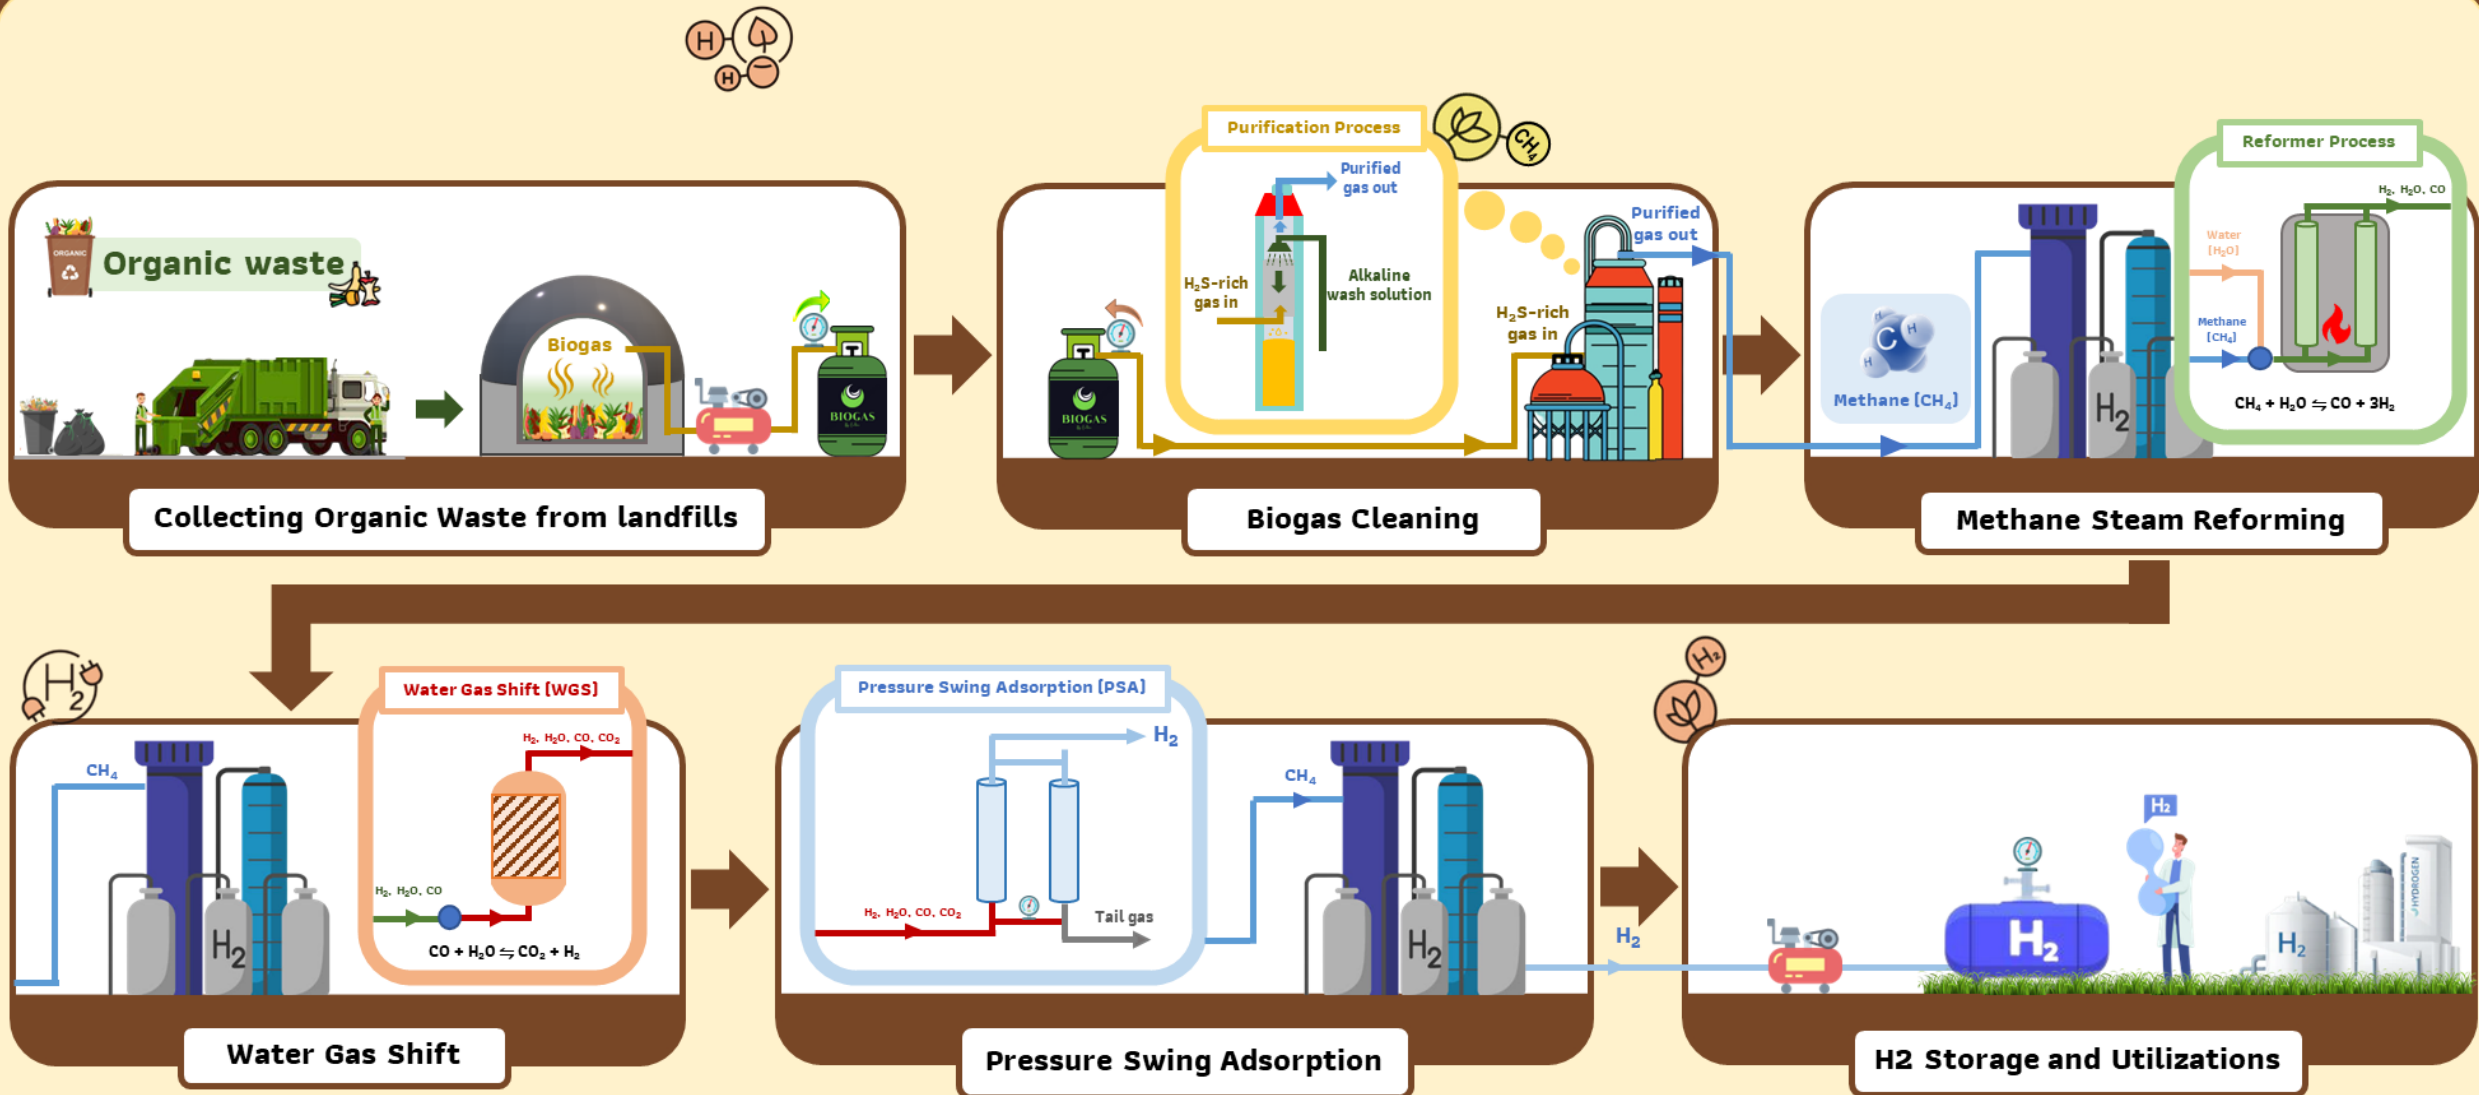 H
H
ORGANIC
Organic waste
Biogas
BIOGAS
Collecting Organic Waste from landfills
Purification Process
CH₄
Purified
gas out
H₂S-rich
gas in
Alkaline
wash solution
BIOGAS
H₂S-rich
gas in
Purified
gas out
Biogas Cleaning
Reformer Process
H₂, H₂O, CO
Water
[H₂O]
Methane
[CH₄]
CH₄ + H₂O ⇋ CO + 3H₂
C
H
H
H
Methane [CH₄]
H₂
Methane Steam Reforming
H₂
CH₄
H₂
Water Gas Shift [WGS]
H₂, H₂O, CO, CO₂
H₂, H₂O, CO
CO + H₂O ⇋ CO₂ + H₂
Water Gas Shift
Pressure Swing Adsorption [PSA]
H₂
H₂, H₂O, CO, CO₂
Tail gas
CH₄
H₂
Pressure Swing Adsorption
H₂
H₂
H₂
H₂
H₂
HYDROGEN
H2 Storage and Utilizations